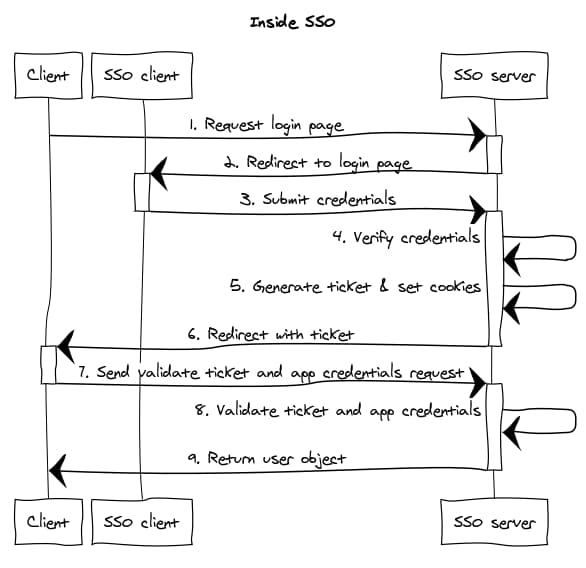 Inside SSO
Client
SSO client
SSO server
1. Request login page
2. Redirect to login page
3. Submit credentials
4. Verify credentials
5. Generate ticket & set cookies
6. Redirect with ticket
7. Send validate ticket and app credentials request
8. Validate ticket and app credentials
9. Return user object
Client
SSO client
SSO server